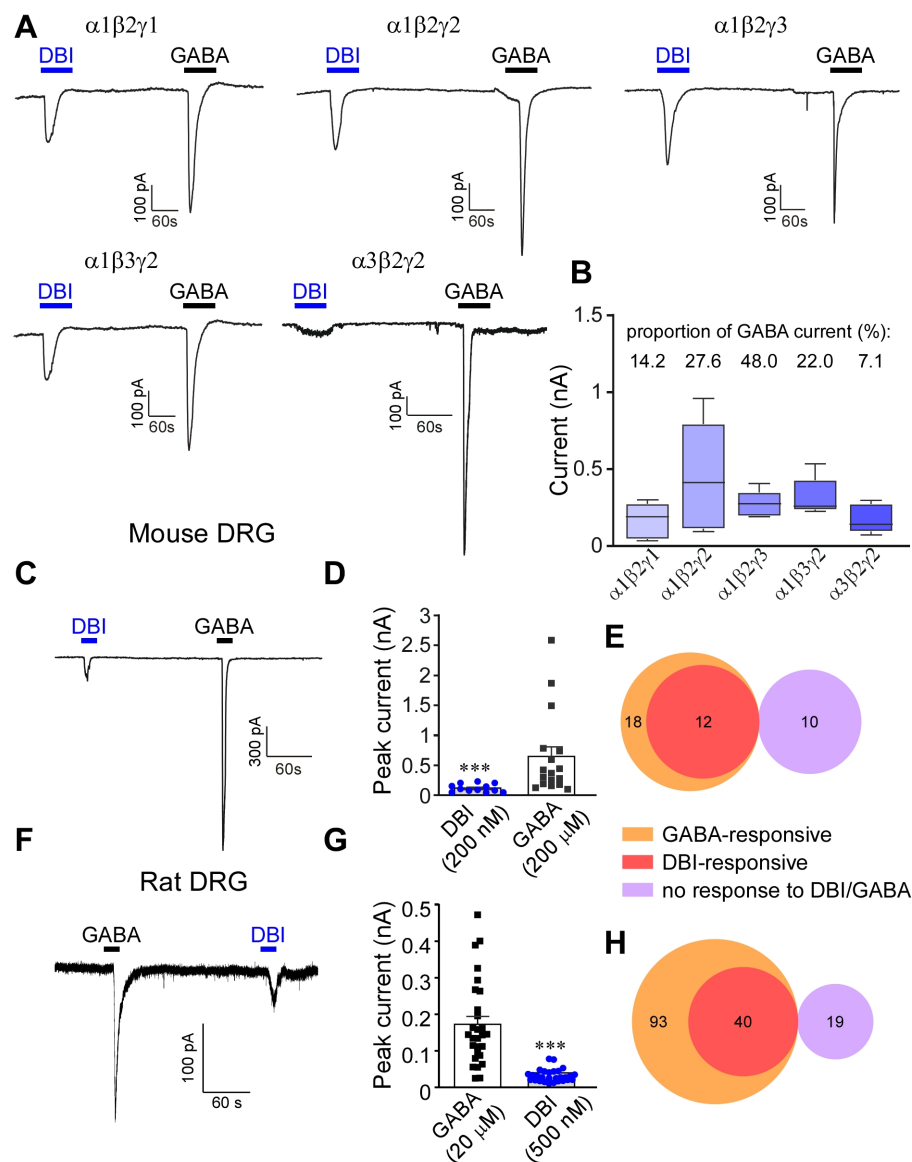 A
α1β2γ1
α1β2γ2
α1β2γ3
DBI
GABA
DBI
GABA
DBI
GABA
100 pA
60s
100 pA
60s
100 pA
60s
α1β3γ2
α3β2γ2
DBI
GABA
DBI
GABA
100 pA
60s
100 pA
60s
B
proportion of GABA current (%):
14.2 27.6 48.0 22.0 7.1
Current (nA)
1.5
1
0.5
0
α1β2γ1
α1β2γ2
α1β2γ3
α1β3γ2
α3β2γ2
Mouse DRG
C
DBI
GABA
300 pA
60s
D
Peak current (nA)
3
2.5
2
1.5
1
0.5
0
***
DBI
(200 nM)
GABA
(200 µM)
E
18
12
10
GABA-responsive
DBI-responsive
no response to DBI/GABA
F
Rat DRG
GABA
DBI
100 pA
60 s
G
Peak current (nA)
0.5
0.4
0.3
0.2
0.1
0
***
GABA
(20 µM)
DBI
(500 nM)
H
93
40
19